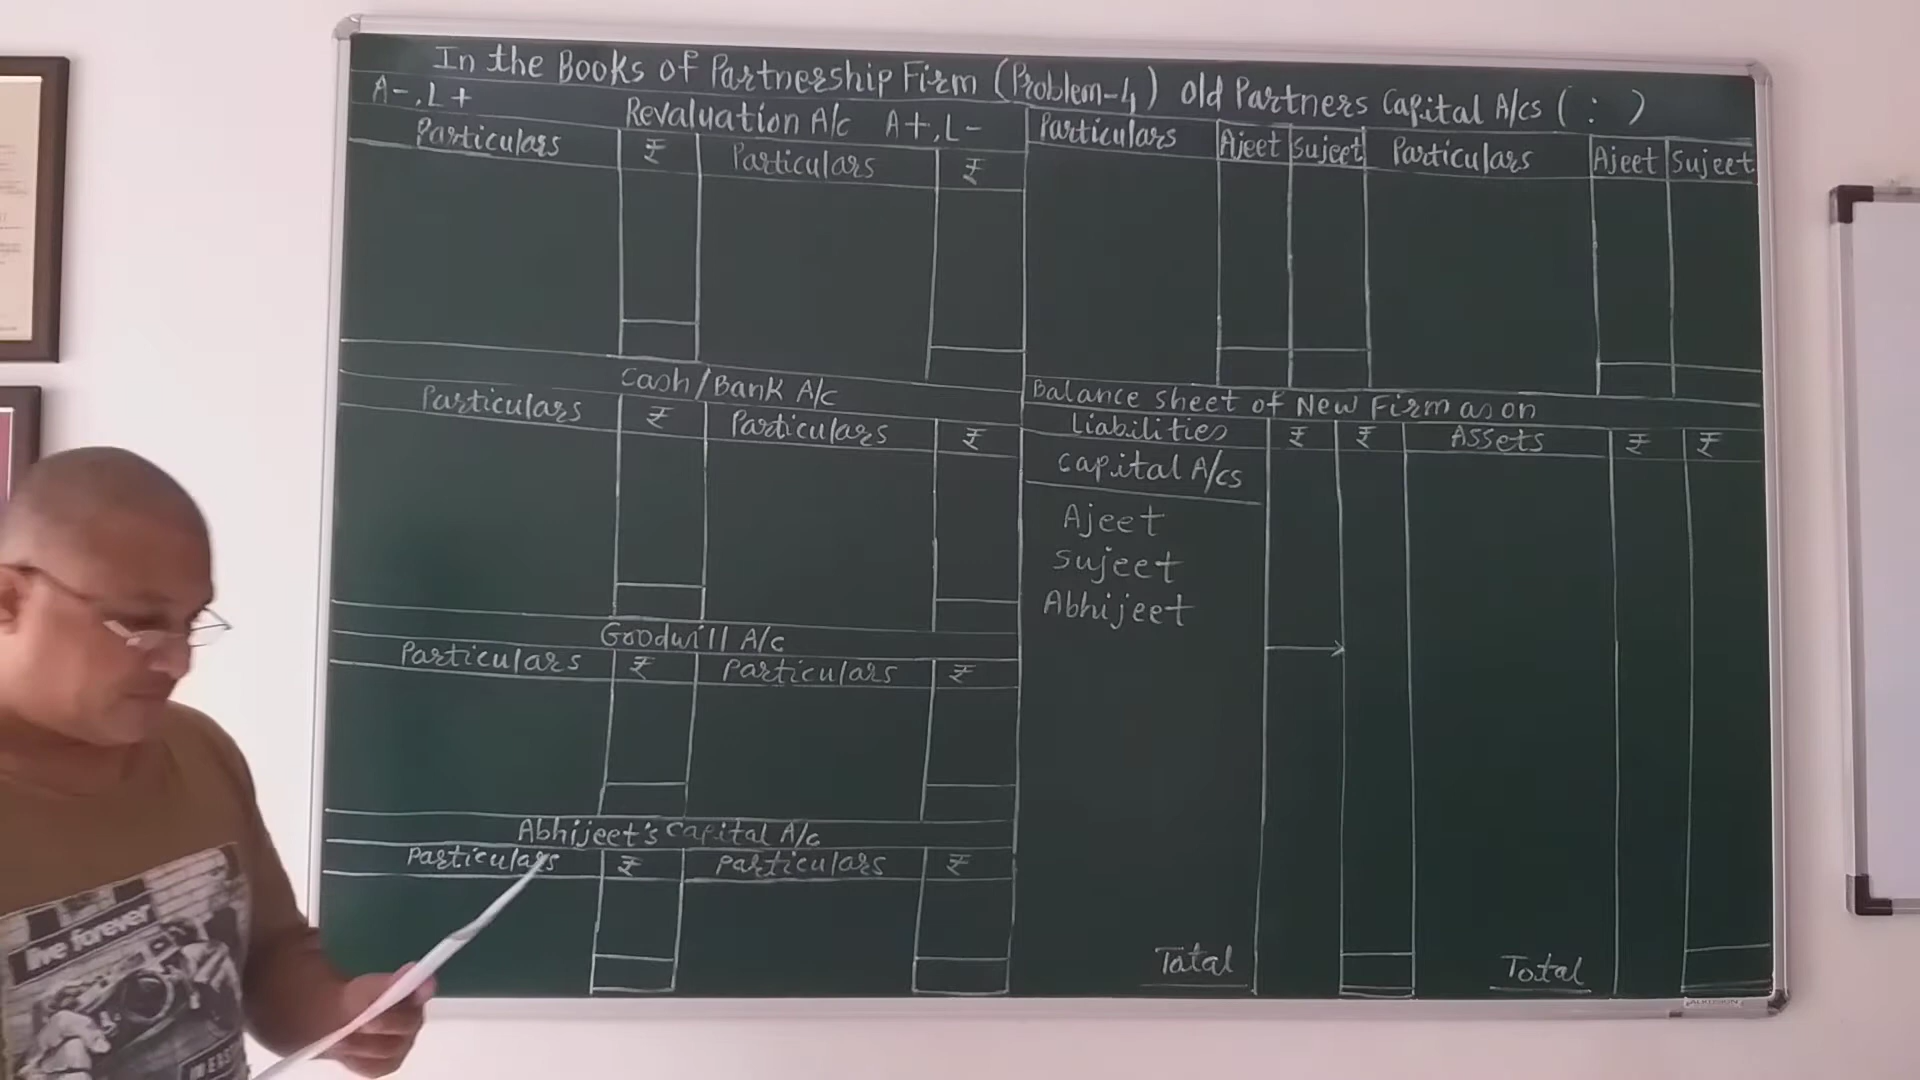 In the Books of Partnership Firm (Problem-4) Old Partners Capital A/cs ( : )
A-, L+
Revaluation A/c A+, L-
Particulars ₹ Particulars ₹
Particulars Ajeet Sujeet Particulars Ajeet Sujeet
Cash/Bank A/c
Particulars ₹ Particulars ₹
Goodwill A/c
Particulars ₹ Particulars ₹
Abhijeet's Capital A/c
Particulars ₹ Particulars ₹
Balance sheet of New Firm as on
Liabilities ₹ ₹ Assets ₹ ₹
Capital A/cs
Ajeet
Sujeet
Abhijeet
Total Total
live forever